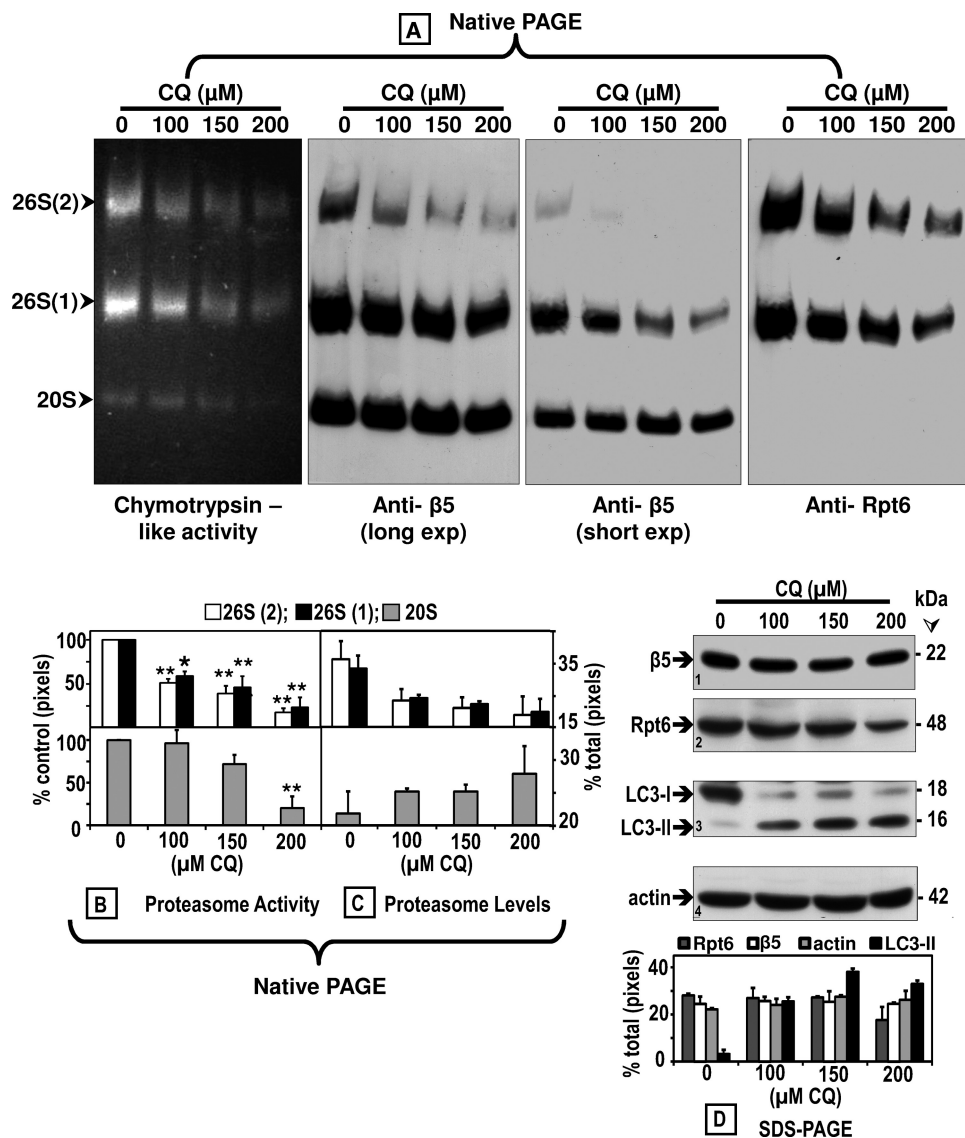 A Native PAGE
CQ (µM) CQ (µM) CQ (µM) CQ (µM)
0 100 150 200 0 100 150 200 0 100 150 200 0 100 150 200
26S(2)
26S(1)
20S
Chymotrypsin –
like activity
Anti- β5
(long exp)
Anti- β5
(short exp)
Anti- Rpt6
26S (2); 26S (1); 20S
% control (pixels)
100
50
100
50
0
** * ** ** ** **
**
35
15
30
20
% total (pixels)
0 100 150 200 0 100 150 200
(µM CQ) (µM CQ)
B Proteasome Activity C Proteasome Levels
Native PAGE
CQ (µM) kDa
0 100 150 200
β5 1 22
Rpt6 2 48
LC3-I 18
LC3-II 3 16
actin 4 42
Rpt6 β5 actin LC3-II
% total (pixels)
40
20
0
0 100 150 200
(µM CQ)
D SDS-PAGE